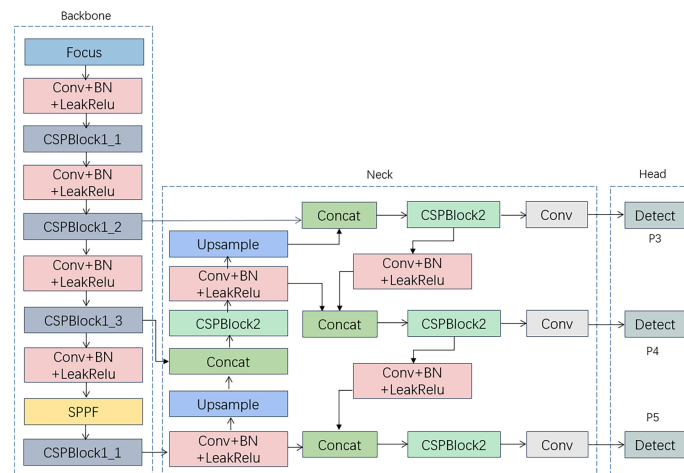 Backbone
Focus
Conv+BN
+LeakRelu
CSPBlock1_1
Conv+BN
+LeakRelu
CSPBlock1_2
Conv+BN
+LeakRelu
CSPBlock1_3
Conv+BN
+LeakRelu
SPPF
CSPBlock1_1
Neck
Upsample
Conv+BN
+LeakRelu
CSPBlock2
Concat
Upsample
Conv+BN
+LeakRelu
Concat
CSPBlock2
Conv
Conv+BN
+LeakRelu
Concat
CSPBlock2
Conv
Conv+BN
+LeakRelu
Concat
CSPBlock2
Conv
Head
Detect
P3
Detect
P4
P5
Detect